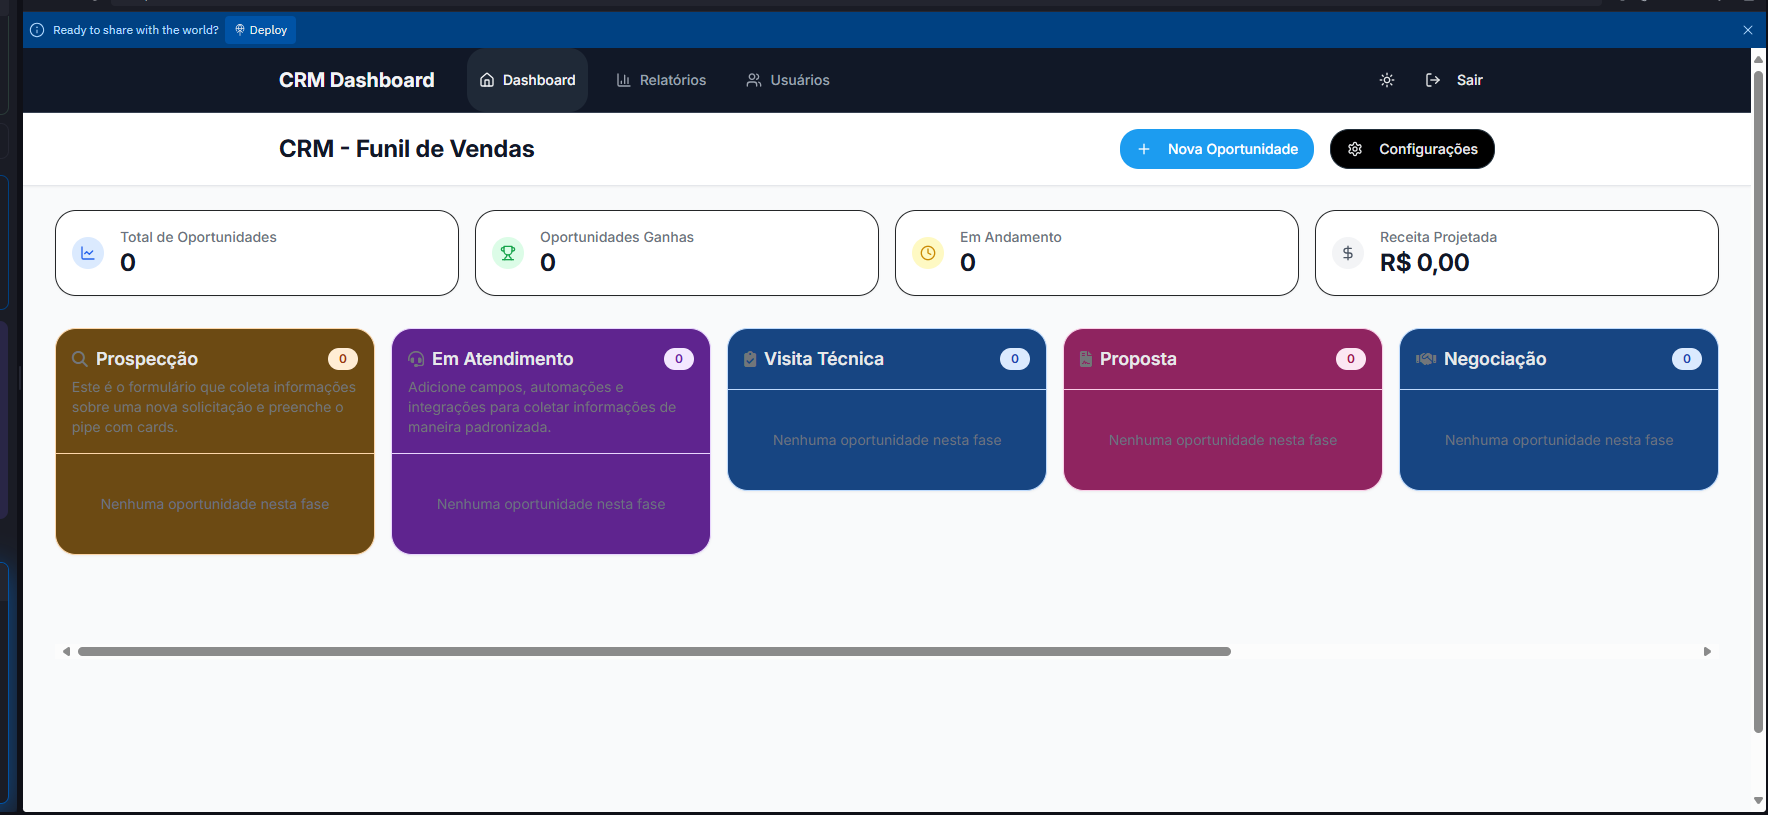 Ready to share with the world? Deploy
CRM Dashboard Dashboard Relatórios Usuários Sair
CRM - Funil de Vendas Nova Oportunidade Configurações
Total de Oportunidades
0
Oportunidades Ganhas
0
Em Andamento
0
Receita Projetada
R$ 0,00
Prospecção 0
Este é o formulário que coleta informações
sobre uma nova solicitação e preenche o
pipe com cards.
Nenhuma oportunidade nesta fase
Em Atendimento 0
Adicione campos, automações e
integrações para coletar informações de
maneira padronizada.
Nenhuma oportunidade nesta fase
Visita Técnica 0
Nenhuma oportunidade nesta fase
Proposta 0
Nenhuma oportunidade nesta fase
Negociação 0
Nenhuma oportunidade nesta fase